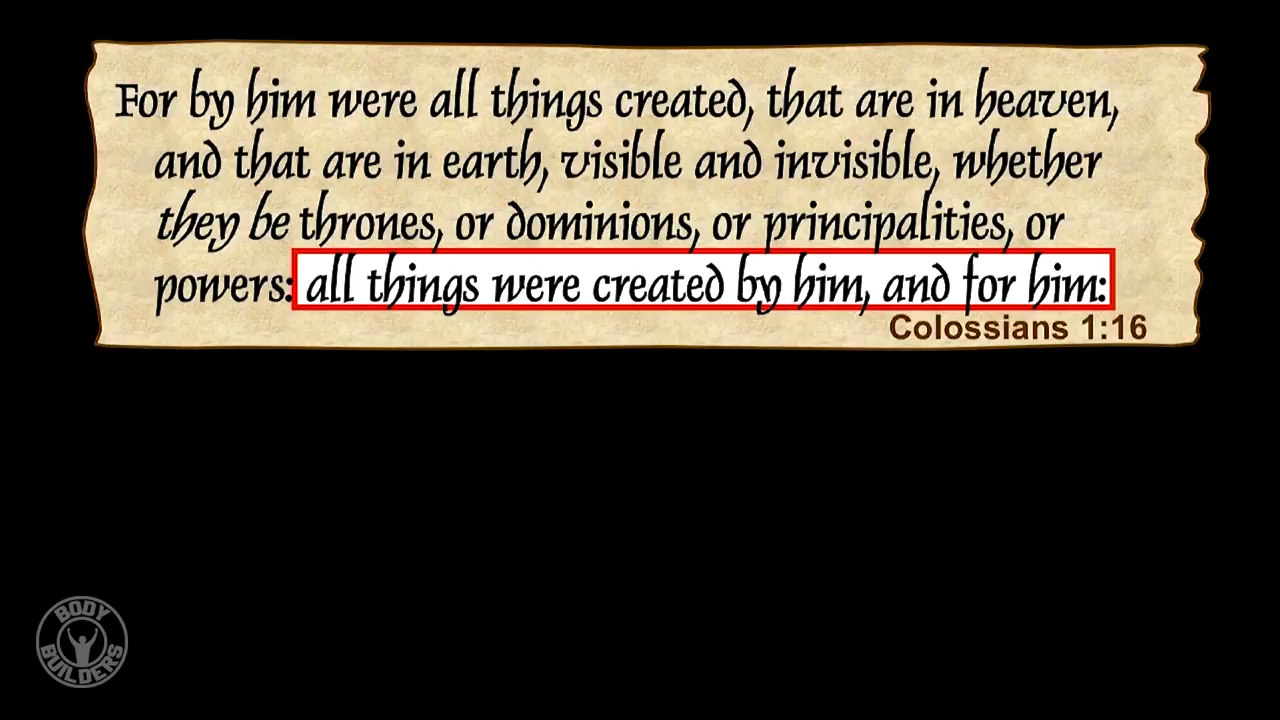 For by him were all things created, that are in heaven,
and that are in earth, visible and invisible, whether
they be thrones, or dominions, or principalities, or
powers: all things were created by him, and for him:
Colossians 1:16
BODY
BUILDERS